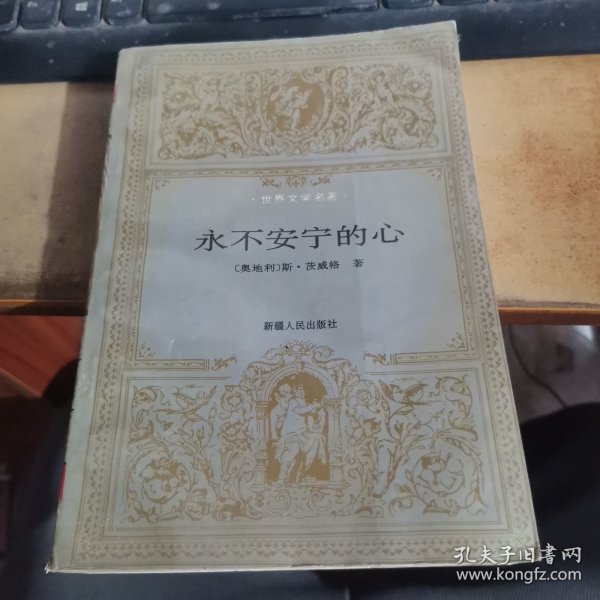 ·世界文学名著·
永不安宁的心
〔奥地利〕斯·茨威格 著
新疆人民出版社
孔夫子旧书网
www.kongfz.com